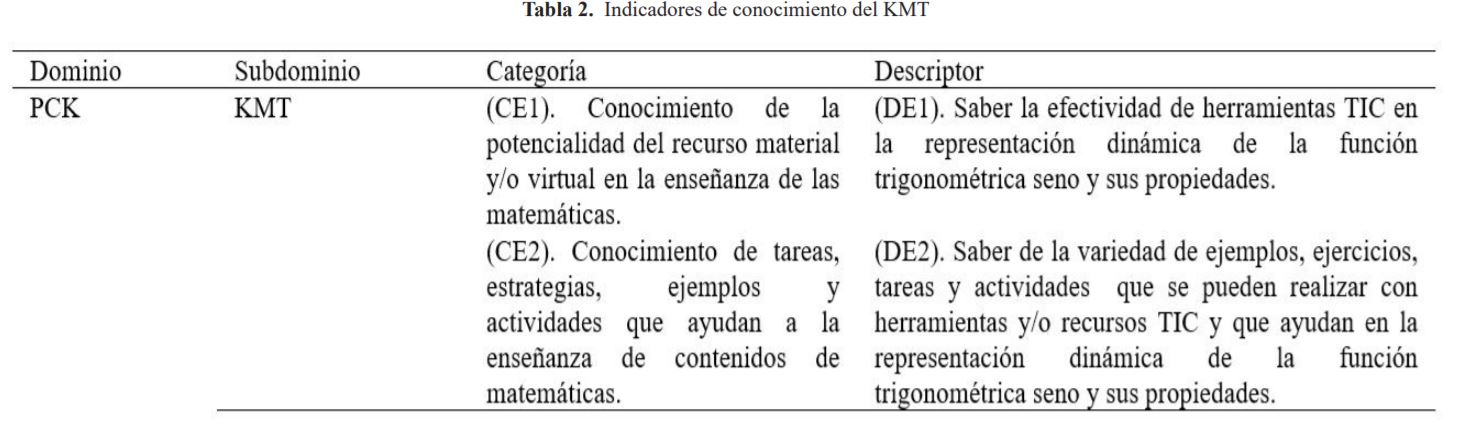 Tabla 2. Indicadores de conocimiento del KMT
Dominio Subdominio Categoría Descriptor
PCK KMT (CE1). Conocimiento de la (DE1). Saber la efectividad de herramientas TIC en
potencialidad del recurso material la representación dinámica de la función
y/o virtual en la enseñanza de las trigonométrica seno y sus propiedades.
matemáticas.
(CE2). Conocimiento de tareas, (DE2). Saber de la variedad de ejemplos, ejercicios,
estrategias, ejemplos y tareas y actividades que se pueden realizar con
actividades que ayudan a la herramientas y/o recursos TIC y que ayudan en la
enseñanza de contenidos de representación dinámica de la función
matemáticas. trigonométrica seno y sus propiedades.